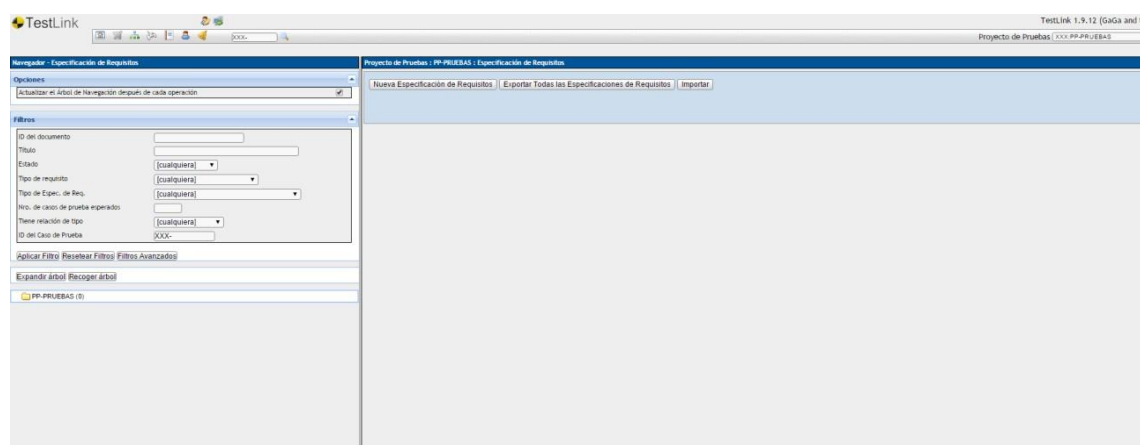 TestLink
TestLink 1.9.12 (GaGa and
XXX-
Proyecto de Pruebas XXX:PP-PRUEBAS
Navegador - Especificación de Requisitos
Opciones
Actualizar el Árbol de Navegación después de cada operación
Filtros
ID del documento
Título
Estado [cualquiera]
Tipo de requisito [cualquiera]
Tipo de Espec. de Req. [cualquiera]
Nro. de casos de prueba esperados
Tiene relación de tipo [cualquiera]
ID del Caso de Prueba XXX-
Aplicar Filtro Resetear Filtros Filtros Avanzados
Expandir árbol Recoger árbol
PP-PRUEBAS (0)
Proyecto de Pruebas : PP-PRUEBAS : Especificación de Requisitos
Nueva Especificación de Requisitos Exportar Todas las Especificaciones de Requisitos Importar